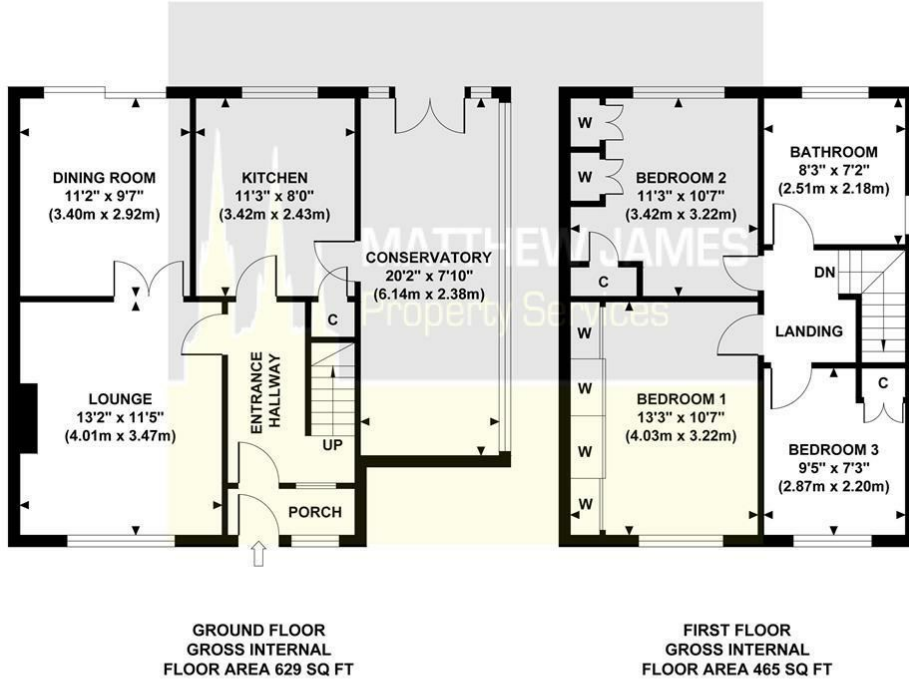 DINING ROOM
11'2" x 9'7"
(3.40m x 2.92m)
KITCHEN
11'3" x 8'0"
(3.42m x 2.43m)
CONSERVATORY
20'2" x 7'10"
(6.14m x 2.38m)
C
LOUNGE
13'2" x 11'5"
(4.01m x 3.47m)
ENTRANCE
HALLWAY
UP
PORCH
W
W
BEDROOM 2
11'3" x 10'7"
(3.42m x 3.22m)
BATHROOM
8'3" x 7'2"
(2.51m x 2.18m)
C
DN
LANDING
W
W
W
W
BEDROOM 1
13'3" x 10'7"
(4.03m x 3.22m)
C
BEDROOM 3
9'5" x 7'3"
(2.87m x 2.20m)
MATTHEW JAMES
Property Services
GROUND FLOOR
GROSS INTERNAL
FLOOR AREA 629 SQ FT
FIRST FLOOR
GROSS INTERNAL
FLOOR AREA 465 SQ FT